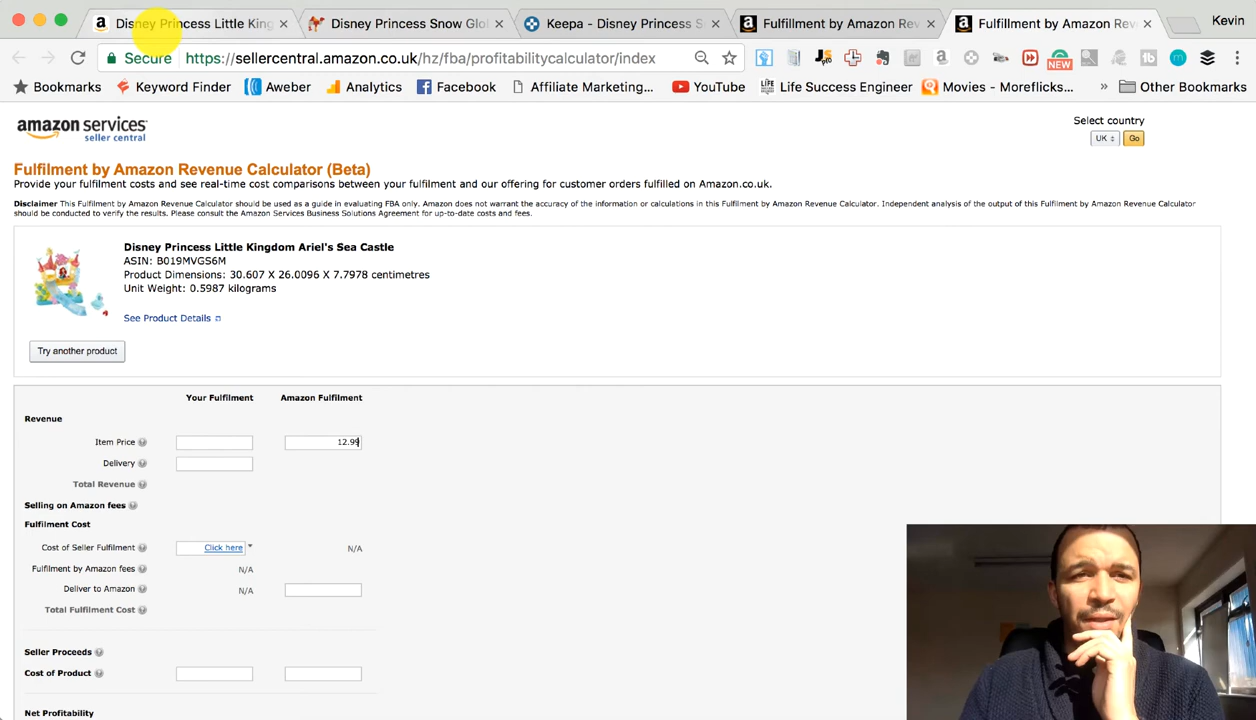 Disney Princess Little King
Disney Princess Snow Glo
Keepa - Disney Princess S
Fulfillment by Amazon Rev
Fulfillment by Amazon Rev
Kevin
Secure
https://sellercentral.amazon.co.uk/hz/fba/profitabilitycalculator/index
Bookmarks
Keyword Finder
Aweber
Analytics
Facebook
Affiliate Marketing...
YouTube
Life Success Engineer
Movies - Moreflicks...
»
Other Bookmarks
NEW
amazon services
seller central
Select country
UK
Go
Fulfilment by Amazon Revenue Calculator (Beta)
Provide your fulfilment costs and see real-time cost comparisons between your fulfilment and our offering for customer orders fulfilled on Amazon.co.uk.
Disclaimer This Fulfilment by Amazon Revenue Calculator should be used as a guide in evaluating FBA only. Amazon does not warrant the accuracy of the information or calculations in this Fulfilment by Amazon Revenue Calculator. Independent analysis of the output of this Fulfilment by Amazon Revenue Calculator
should be conducted to verify the results. Please consult the Amazon Services Business Solutions Agreement for up-to-date costs and fees.
Disney Princess Little Kingdom Ariel's Sea Castle
ASIN: B019MVGS6M
Product Dimensions: 30.607 X 26.0096 X 7.7978 centimetres
Unit Weight: 0.5987 kilograms
See Product Details
Try another product
Your Fulfilment Amazon Fulfilment
Revenue
Item Price 12.99
Delivery
Total Revenue
Selling on Amazon fees
Fulfilment Cost
Cost of Seller Fulfilment Click here N/A
Fulfilment by Amazon fees N/A
Deliver to Amazon N/A
Total Fulfilment Cost
Seller Proceeds
Cost of Product
Net Profitability